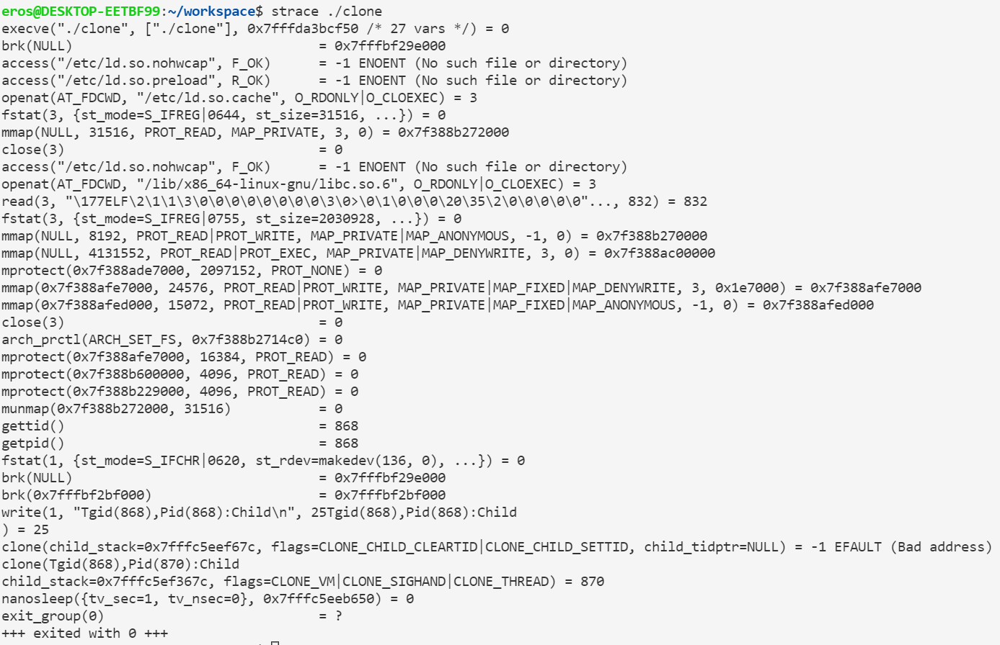 eros@DESKTOP-EETBF99:~/workspace$ strace ./clone
execve("./clone", ["./clone"], 0x7fffda3bcf50 /* 27 vars */) = 0
brk(NULL)                               = 0x7fffbf29e000
access("/etc/ld.so.nohwcap", F_OK)      = -1 ENOENT (No such file or directory)
access("/etc/ld.so.preload", R_OK)      = -1 ENOENT (No such file or directory)
openat(AT_FDCWD, "/etc/ld.so.cache", O_RDONLY|O_CLOEXEC) = 3
fstat(3, {st_mode=S_IFREG|0644, st_size=31516, ...}) = 0
mmap(NULL, 31516, PROT_READ, MAP_PRIVATE, 3, 0) = 0x7f388b272000
close(3)                                = 0
access("/etc/ld.so.nohwcap", F_OK)      = -1 ENOENT (No such file or directory)
openat(AT_FDCWD, "/lib/x86_64-linux-gnu/libc.so.6", O_RDONLY|O_CLOEXEC) = 3
read(3, "\177ELF\2\1\1\3\0\0\0\0\0\0\0\0\3\0>\0\1\0\0\0\20\35\2\0\0\0\0\0"..., 832) = 832
fstat(3, {st_mode=S_IFREG|0755, st_size=2030928, ...}) = 0
mmap(NULL, 8192, PROT_READ|PROT_WRITE, MAP_PRIVATE|MAP_ANONYMOUS, -1, 0) = 0x7f388b270000
mmap(NULL, 4131552, PROT_READ|PROT_EXEC, MAP_PRIVATE|MAP_DENYWRITE, 3, 0) = 0x7f388ac00000
mprotect(0x7f388ade7000, 2097152, PROT_NONE) = 0
mmap(0x7f388afe7000, 24576, PROT_READ|PROT_WRITE, MAP_PRIVATE|MAP_FIXED|MAP_DENYWRITE, 3, 0x1e7000) = 0x7f388afe7000
mmap(0x7f388afed000, 15072, PROT_READ|PROT_WRITE, MAP_PRIVATE|MAP_FIXED|MAP_ANONYMOUS, -1, 0) = 0x7f388afed000
close(3)                                = 0
arch_prctl(ARCH_SET_FS, 0x7f388b2714c0) = 0
mprotect(0x7f388afe7000, 16384, PROT_READ) = 0
mprotect(0x7f388b600000, 4096, PROT_READ) = 0
mprotect(0x7f388b229000, 4096, PROT_READ) = 0
munmap(0x7f388b272000, 31516)           = 0
gettid()                                = 868
getpid()                                = 868
fstat(1, {st_mode=S_IFCHR|0620, st_rdev=makedev(136, 0), ...}) = 0
brk(NULL)                               = 0x7fffbf29e000
brk(0x7fffbf2bf000)                     = 0x7fffbf2bf000
write(1, "Tgid(868),Pid(868):Child\n", 25Tgid(868),Pid(868):Child
) = 25
clone(child_stack=0x7fffc5eef67c, flags=CLONE_CHILD_CLEARTID|CLONE_CHILD_SETTID, child_tidptr=NULL) = -1 EFAULT (Bad address)
clone(Tgid(868),Pid(870):Child
child_stack=0x7fffc5ef367c, flags=CLONE_VM|CLONE_SIGHAND|CLONE_THREAD) = 870
nanosleep({tv_sec=1, tv_nsec=0}, 0x7fffc5eeb650) = 0
exit_group(0)                           = ?
+++ exited with 0 +++